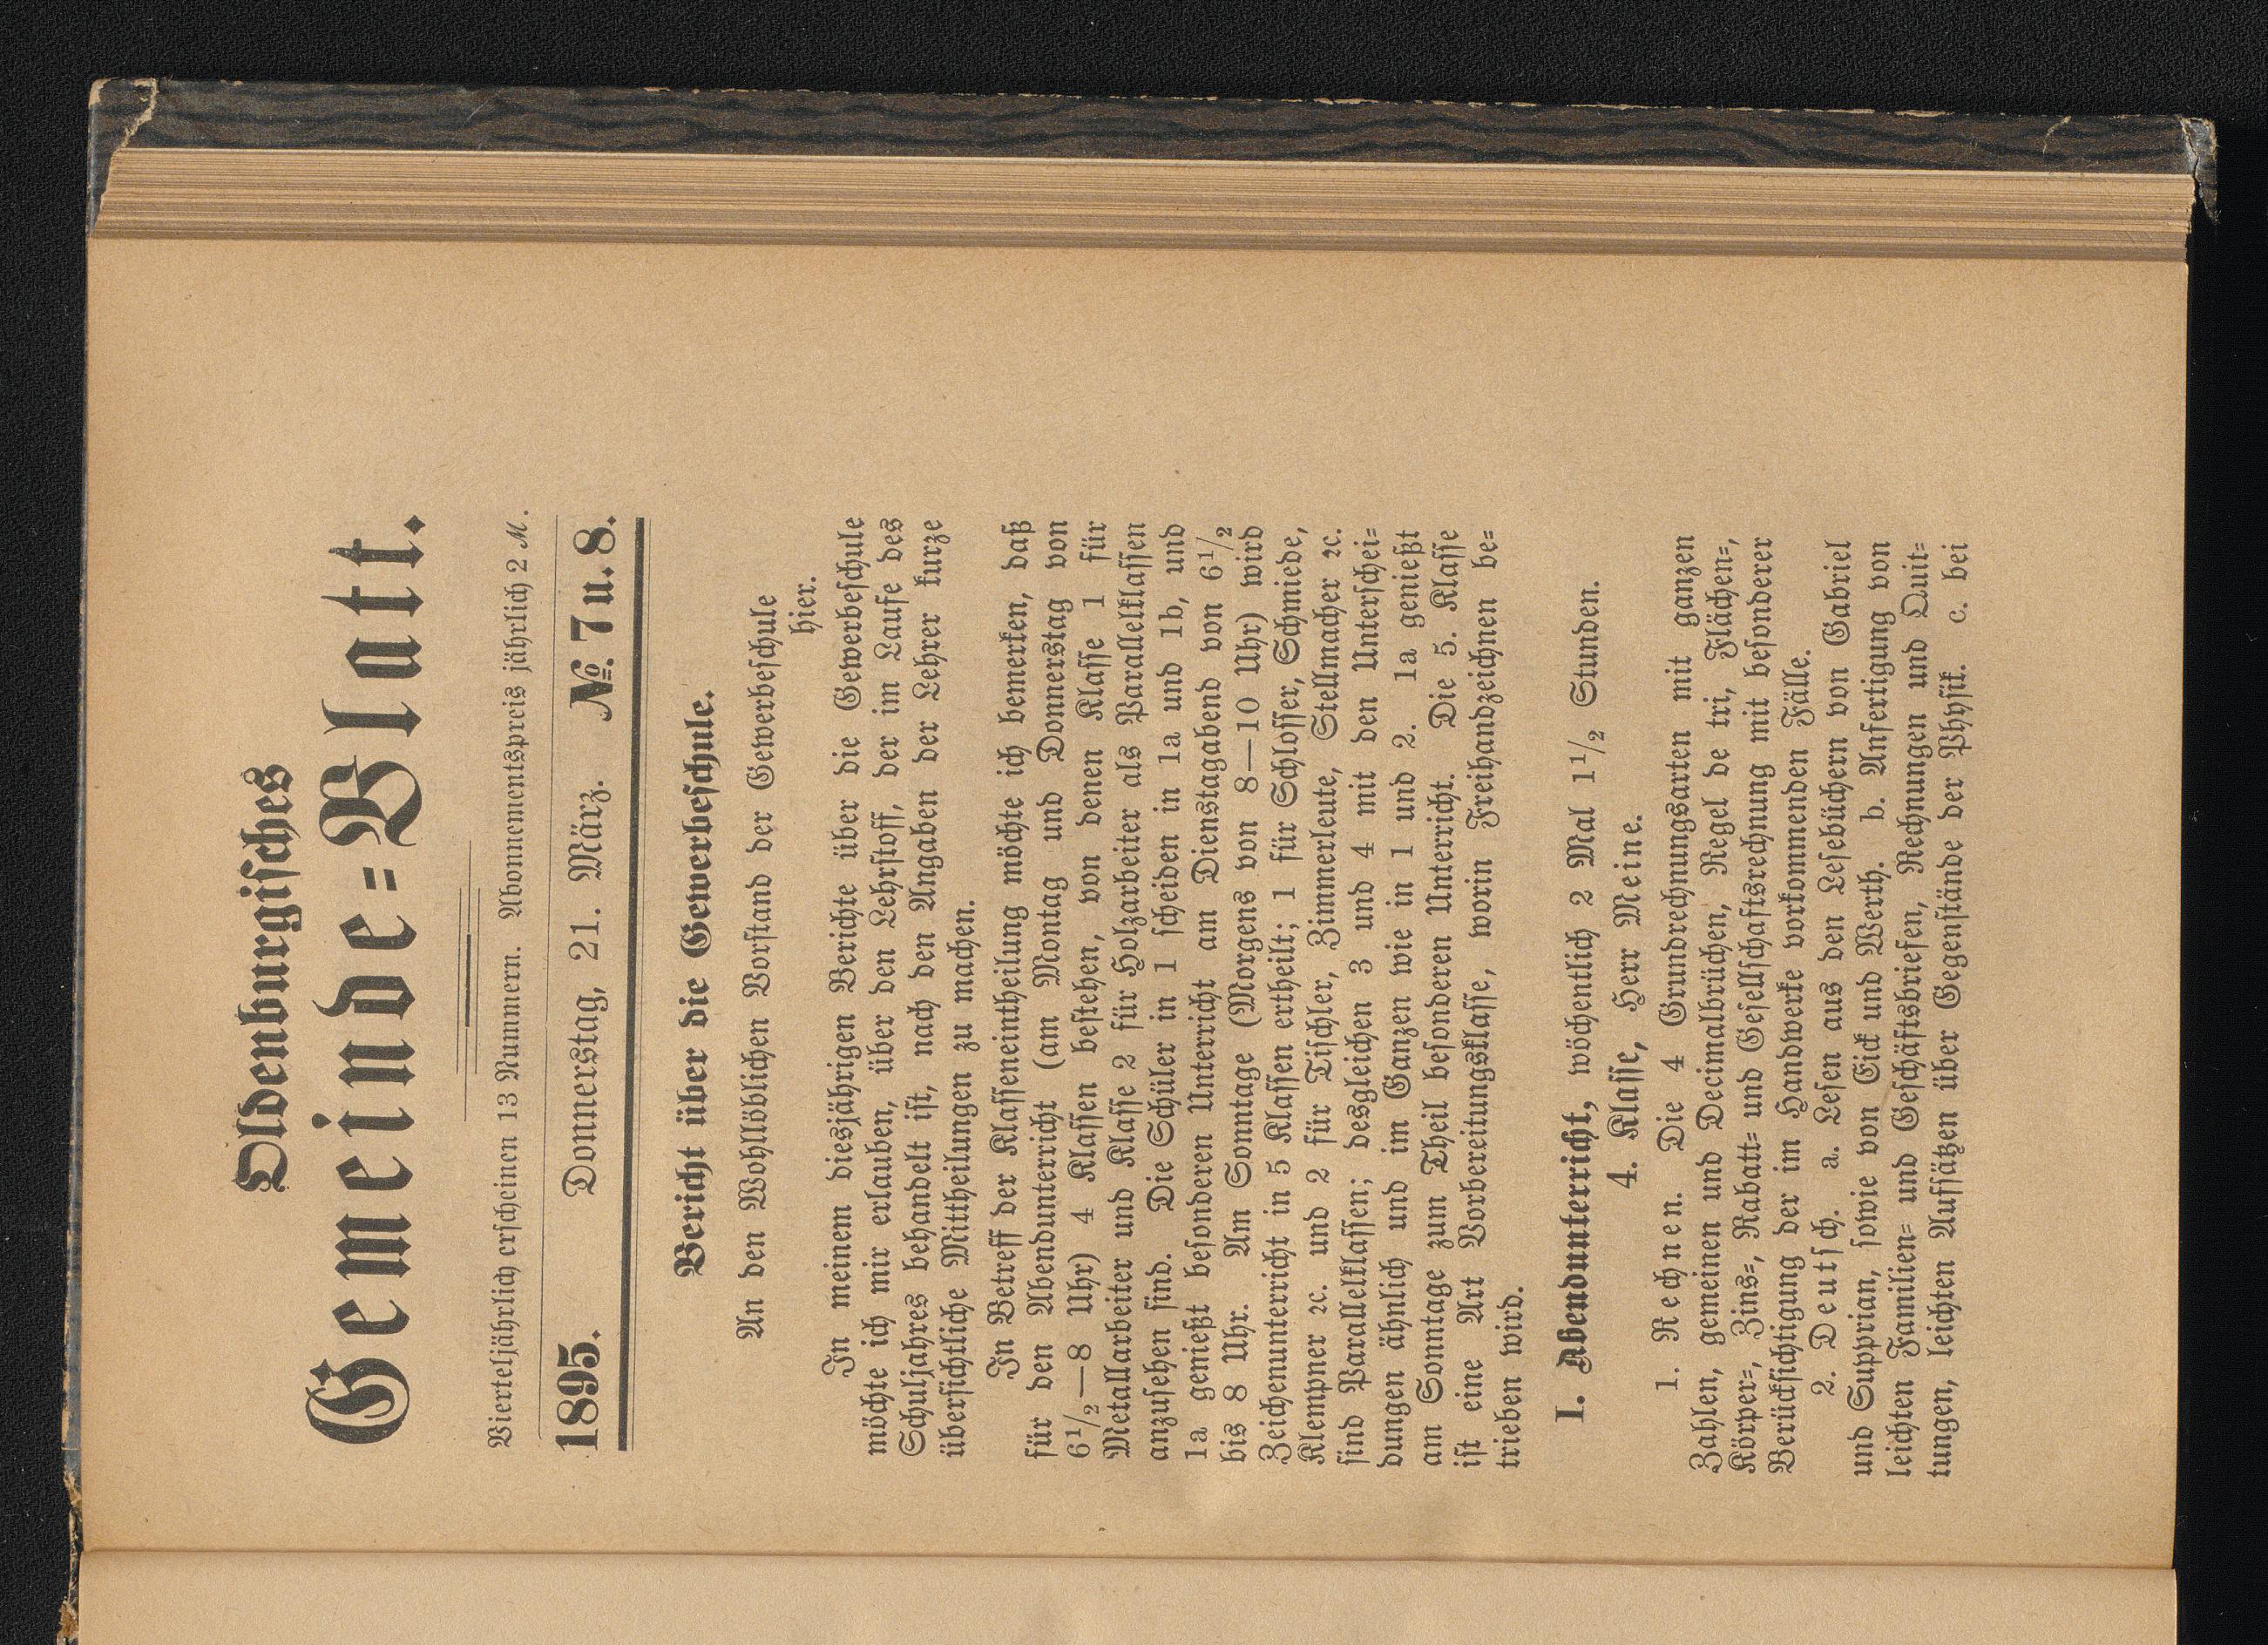 Oldenburgisches
Gemeinde=Blatt.
Vierteljährlich erscheinen 13 Nummern. Abonnementspreis jährlich 2 M.
1895. Donnerstag, 21. März. № 7 u. 8.
Bericht über die Gewerbeschule.
An den Wohllöblichen Vorstand der Gewerbeschule
hier.
In meinem diesjährigen Berichte über die Gewerbeschule
möchte ich mir erlauben, über den Lehrstoff, der im Laufe des
Schuljahres behandelt ist, nach den Angaben der Lehrer kurze
übersichtliche Mittheilungen zu machen.
In Betreff der Klasseneintheilung möchte ich bemerken, daß
für den Abendunterricht (am Montag und Donnerstag von
6½—8 Uhr) 4 Klassen bestehen, von denen Klasse 1 für
Metallarbeiter und Klasse 2 für Holzarbeiter als Parallelklassen
anzusehen sind. Die Schüler in 1 scheiden in 1a und 1b, und
1a genießt besonderen Unterricht am Dienstagabend von 6½
bis 8 Uhr. Am Sonntage (Morgens von 8—10 Uhr) wird
Zeichenunterricht in 5 Klassen ertheilt; 1 für Schlosser, Schmiede,
Klempner ꝛc. und 2 für Tischler, Zimmerleute, Stellmacher ꝛc.
sind Parallelklassen; desgleichen 3 und 4 mit den Unterschei=
dungen ähnlich und im Ganzen wie in 1 und 2. 1a genießt
am Sonntage zum Theil besonderen Unterricht. Die 5. Klasse
ist eine Art Vorbereitungsklasse, worin Freihandzeichnen be=
trieben wird.
I. Abendunterricht, wöchentlich 2 Mal 1½ Stunden.
4. Klasse, Herr Meine.
1. Rechnen. Die 4 Grundrechnungsarten mit ganzen
Zahlen, gemeinen und Decimalbrüchen, Regel de tri, Flächen=,
Körper=, Zins=, Rabatt= und Gesellschaftsrechnung mit besonderer
Berücksichtigung der im Handwerke vorkommenden Fälle.
2. Deutsch. a. Lesen aus den Lesebüchern von Gabriel
und Supprian, sowie von Eick und Werth. b. Anfertigung von
leichten Familien= und Geschäftsbriefen, Rechnungen und Quit=
tungen, leichten Aufsätzen über Gegenstände der Physik. c. bei